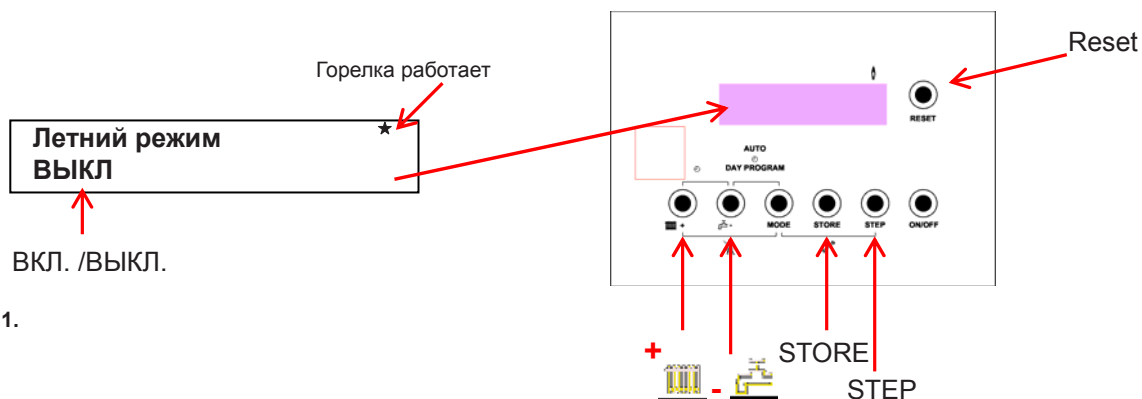 Reset
Горелка работает
Летний режим
ВЫКЛ
ВКЛ. /ВЫКЛ.
1.
RESET
AUTO
DAY PROGRAM
+
-
MODE
STORE
STEP
ON/OFF
+
-
STORE
STEP